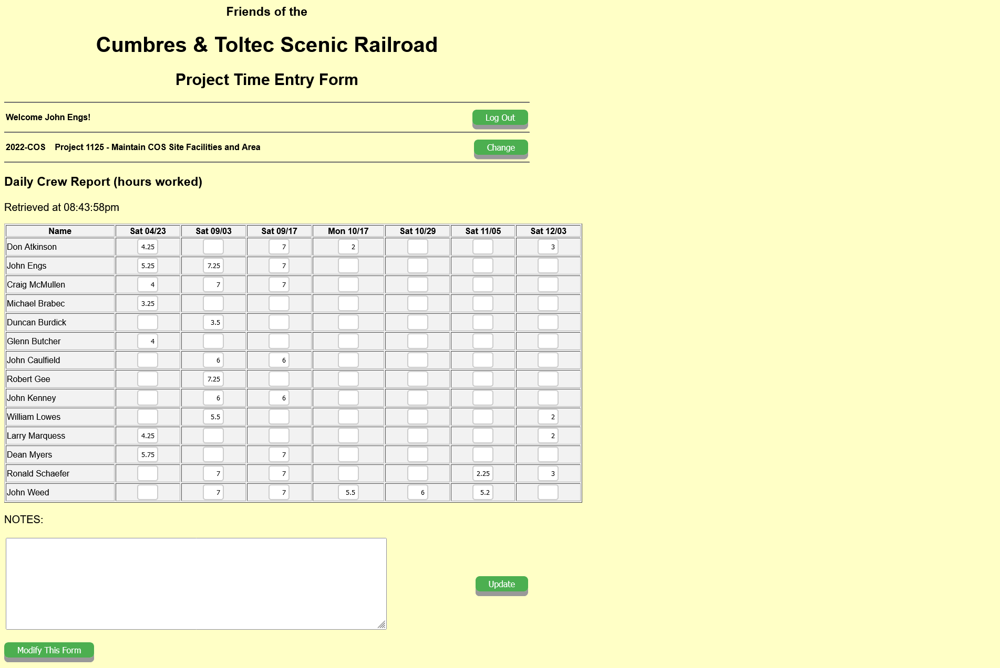 Friends of the
Cumbres & Toltec Scenic Railroad
Project Time Entry Form
Welcome John Engs! Log Out
2022-COS Project 1125 - Maintain COS Site Facilities and Area Change
Daily Crew Report (hours worked)
Retrieved at 08:43:58pm
Name Sat 04/23 Sat 09/03 Sat 09/17 Mon 10/17 Sat 10/29 Sat 11/05 Sat 12/03
Don Atkinson 4.25 7 2 3
John Engs 5.25 7.25 7
Craig McMullen 4 7 7
Michael Brabec 3.25
Duncan Burdick 3.5
Glenn Butcher 4
John Caulfield 6 6
Robert Gee 7.25
John Kenney 6 6
William Lowes 5.5 2
Larry Marquess 4.25 2
Dean Myers 5.75 7
Ronald Schaefer 7 7 2.25 3
John Weed 7 7 5.5 6 5.2
NOTES:
Update
Modify This Form